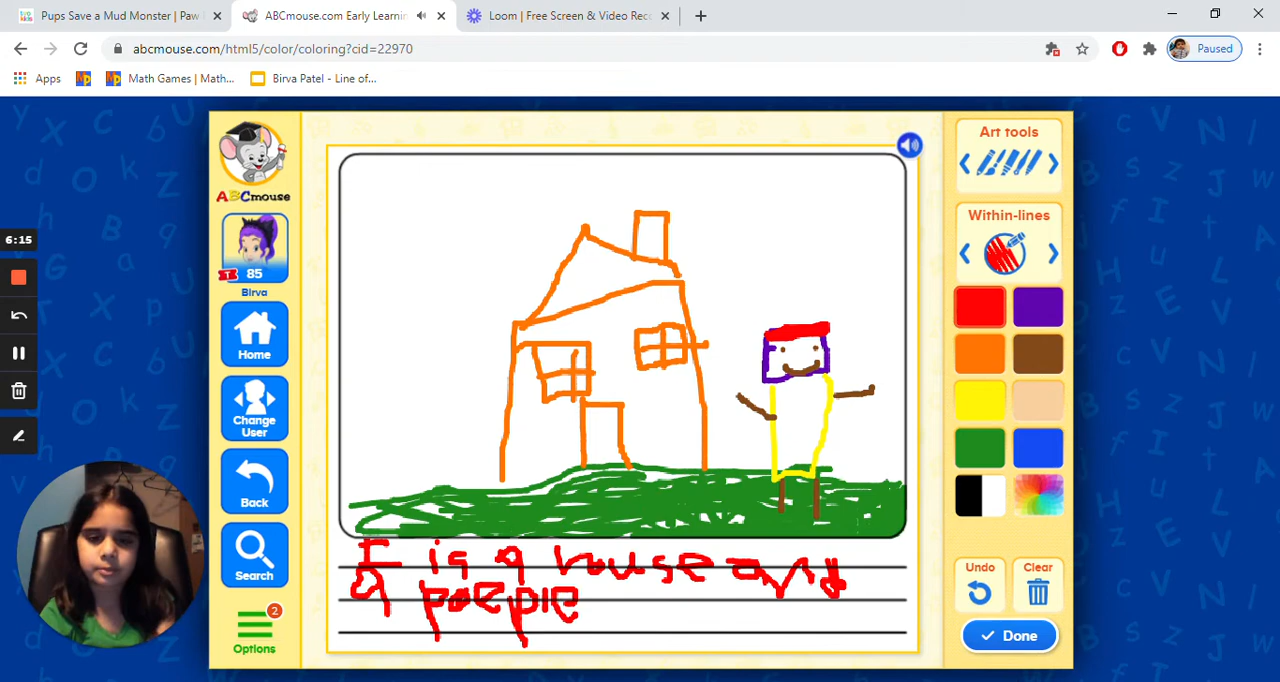 Pups Save a Mud Monster | Paw
ABCmouse.com Early Learnin
Loom | Free Screen & Video Rec
abcmouse.com/html5/color/coloring?cid=22970
Paused
Apps
Math Games | Math...
Birva Patel - Line of...
6:15
ABCmouse
85
Birva
Home
Change User
Back
Search
2
Options
I is a house and
a poeple
Art tools
Within-lines
Undo
Clear
Done